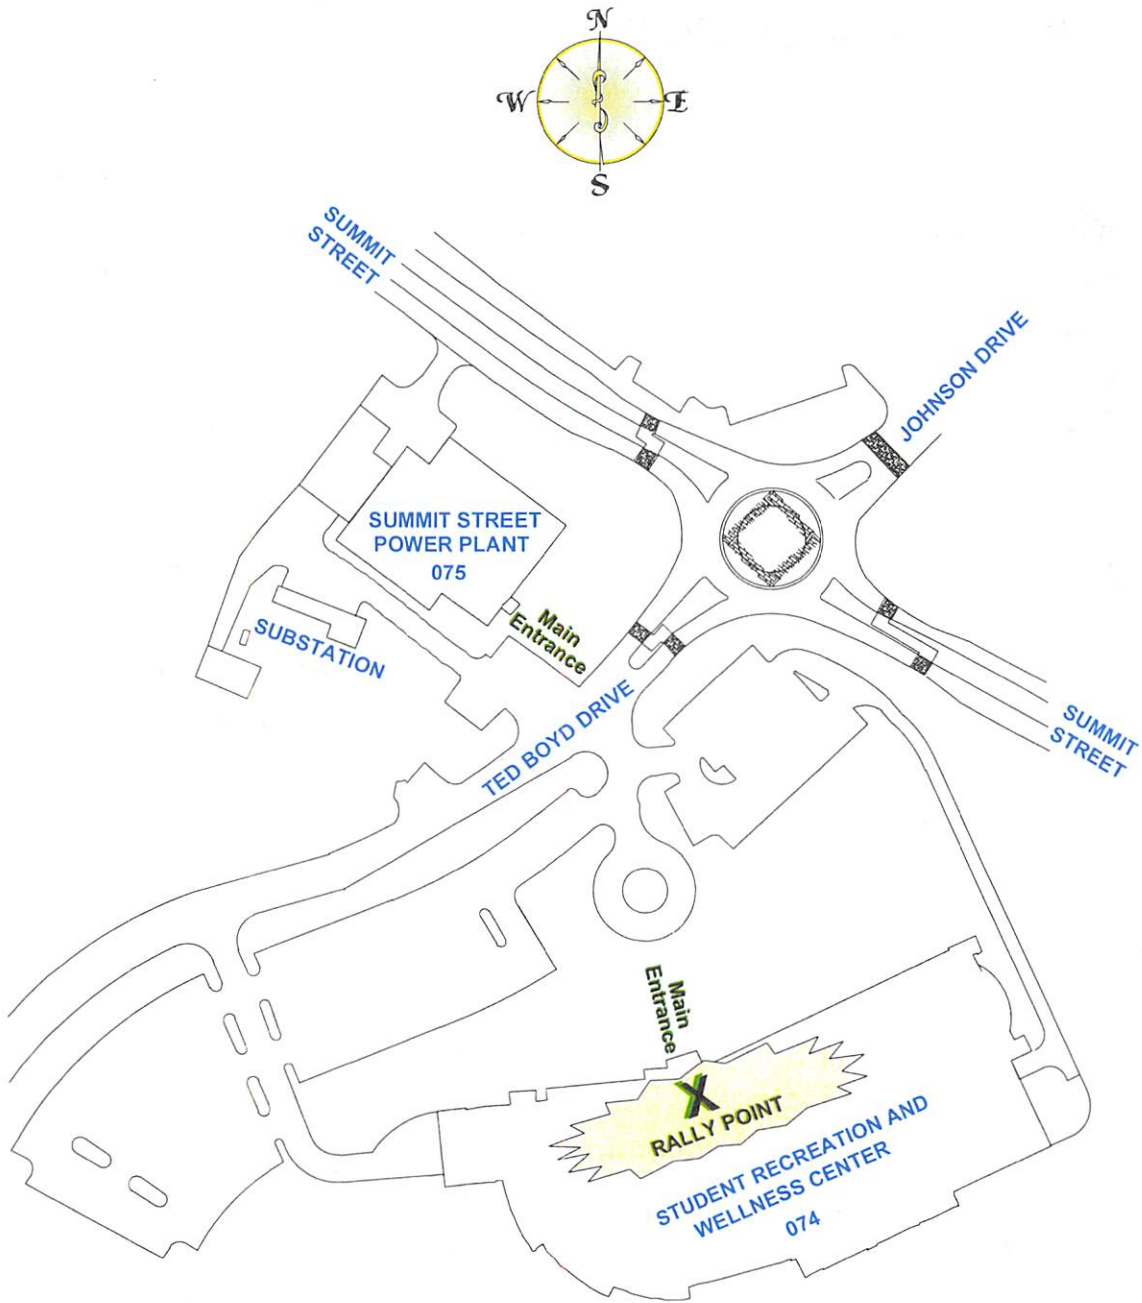 N
W E
S
SUMMIT
STREET
JOHNSON DRIVE
SUMMIT STREET
POWER PLANT
075
Main
Entrance
SUBSTATION
TED BOYD DRIVE
SUMMIT
STREET
Main
Entrance
X
RALLY POINT
STUDENT RECREATION AND
WELLNESS CENTER
074